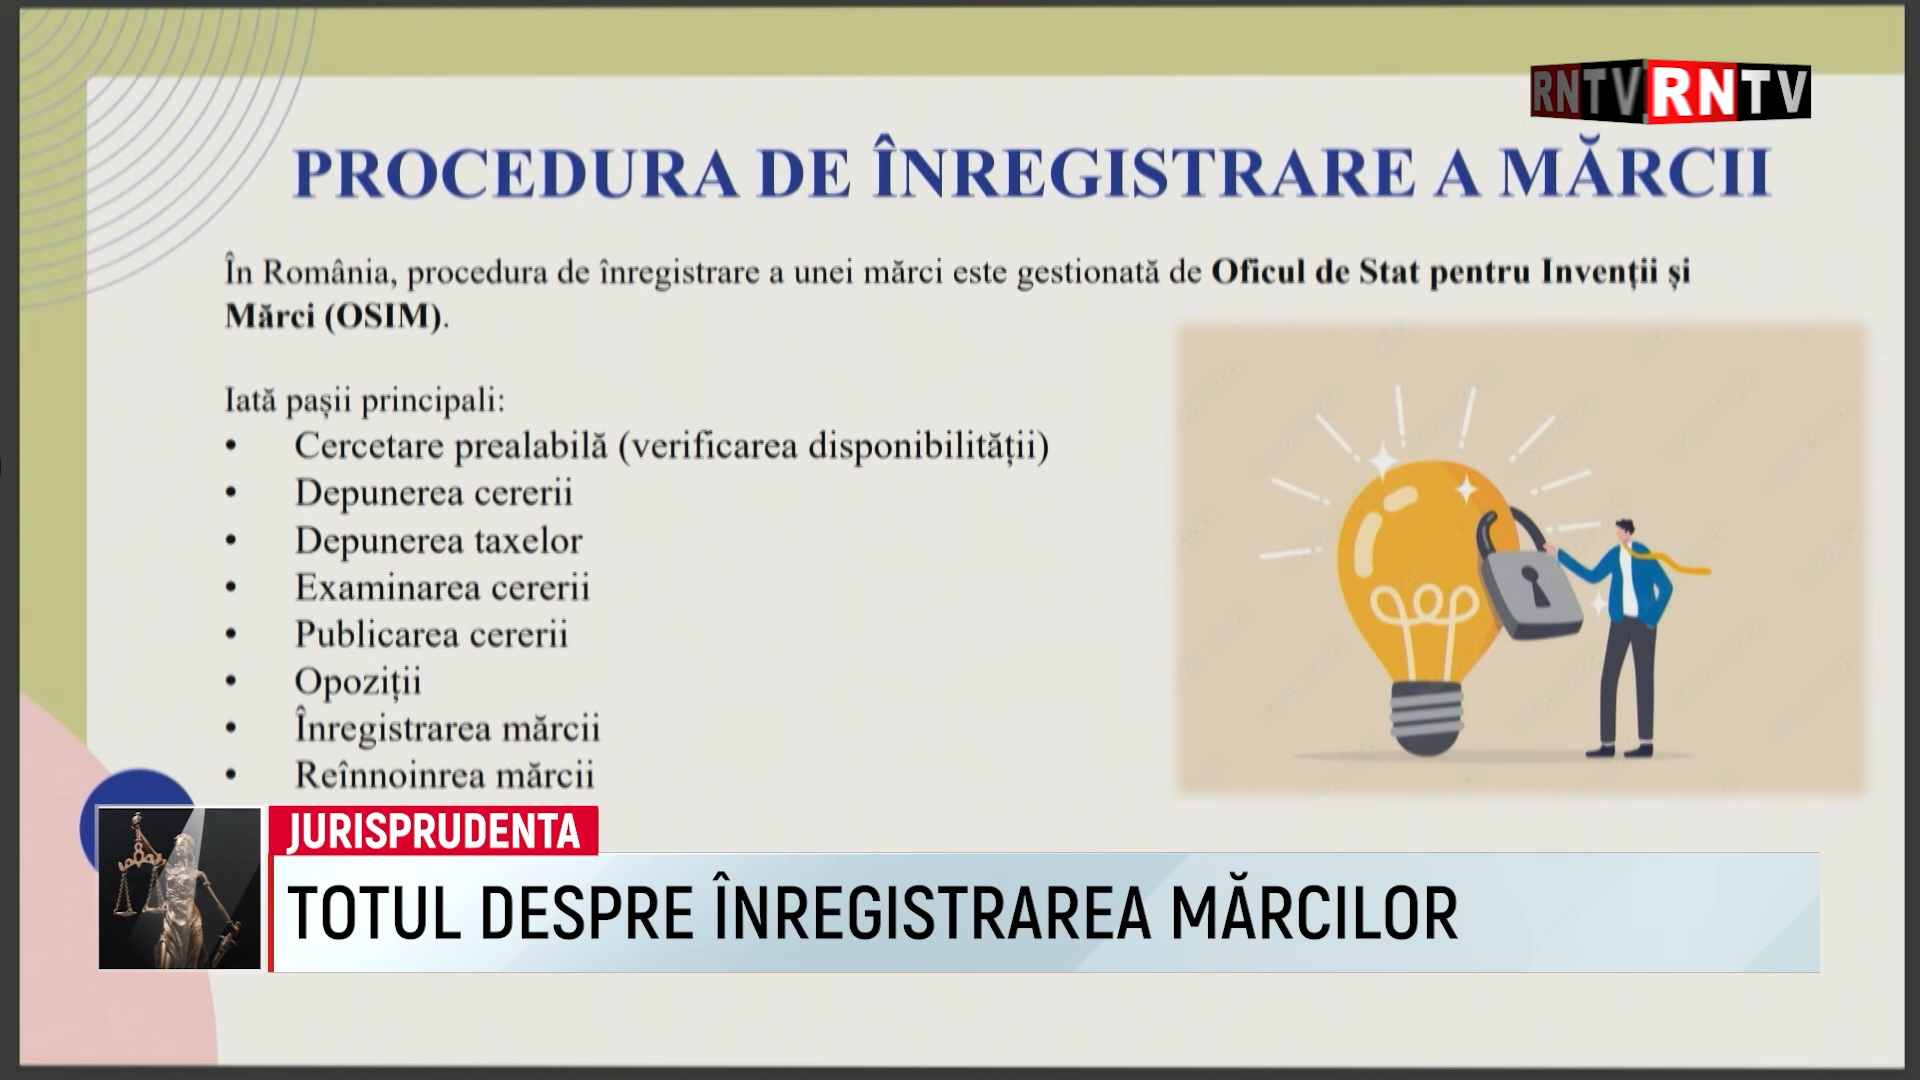 RNTV RNTV
PROCEDURA DE ÎNREGISTRARE A MĂRCII
În România, procedura de înregistrare a unei mărci este gestionată de Oficul de Stat pentru Invenții și
Mărci (OSIM).
Iată pașii principali:
• Cercetare prealabilă (verificarea disponibilității)
• Depunerea cererii
• Depunerea taxelor
• Examinarea cererii
• Publicarea cererii
• Opoziții
• Înregistrarea mărcii
• Reînnoinrea mărcii
JURISPRUDENTA
TOTUL DESPRE ÎNREGISTRAREA MĂRCILOR